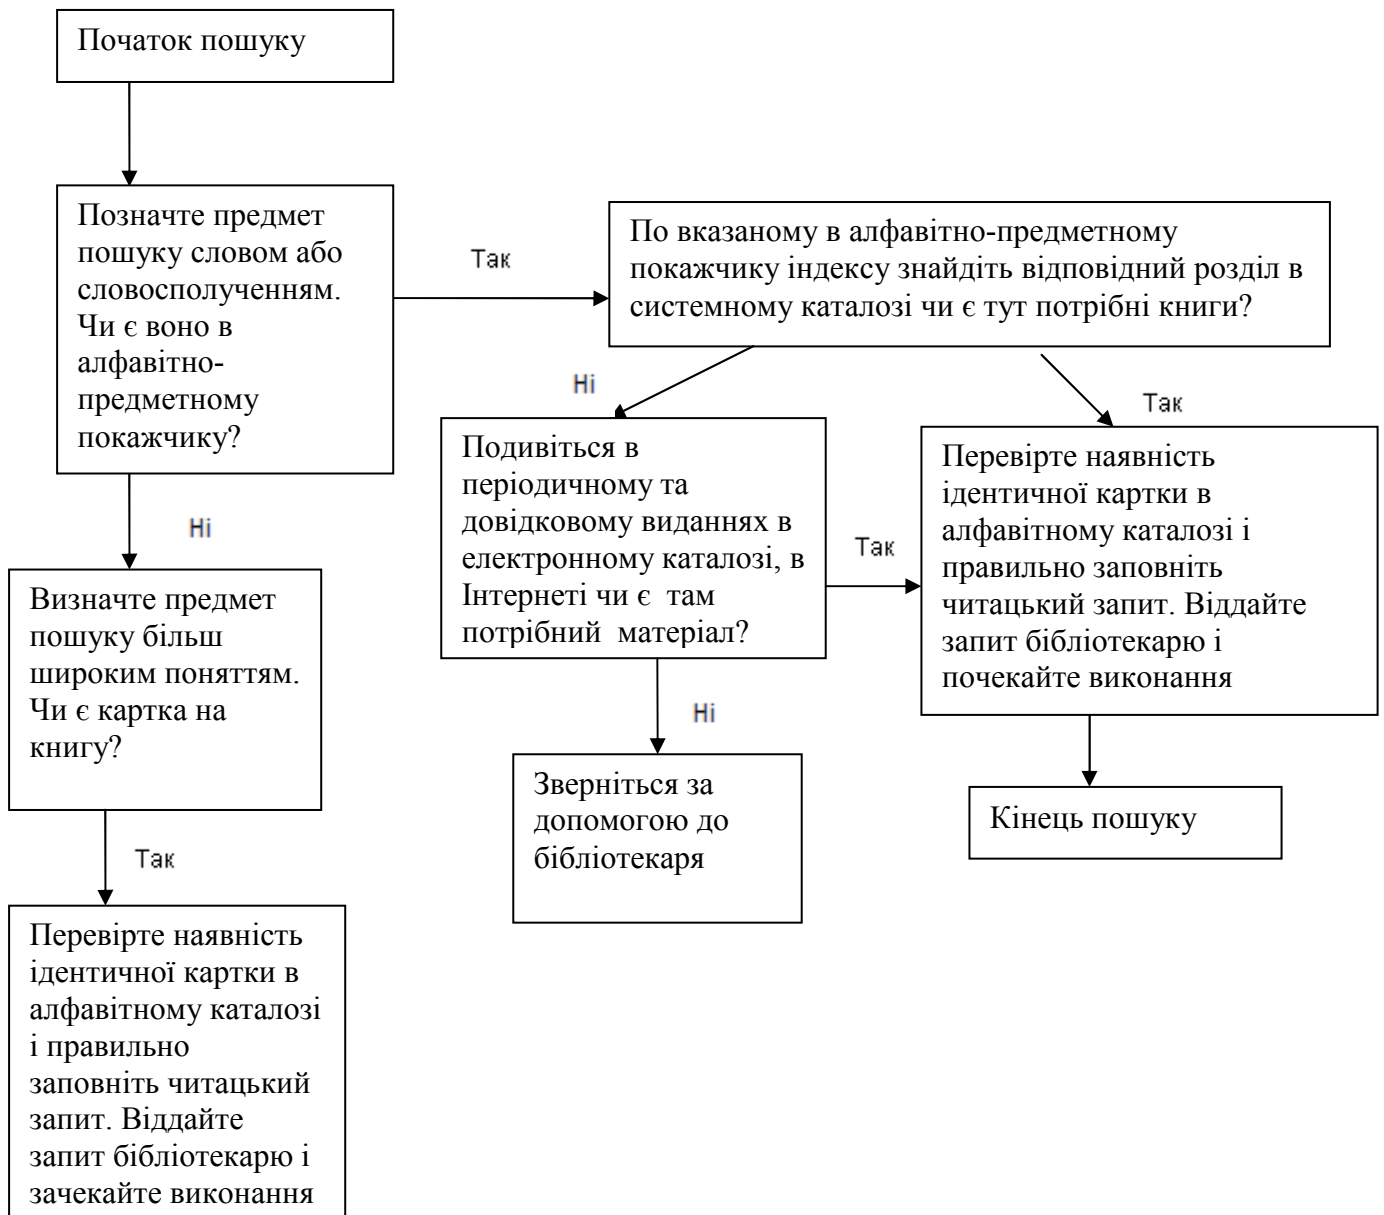 Початок пошуку
Позначте предмет
пошуку словом або
словосполученням.
Чи є воно в
алфавітно-
предметному
покажчику?
Так
По вказаному в алфавітно-предметному
покажчику індексу знайдіть відповідний розділ в
системному каталозі чи є тут потрібні книги?
Ні
Так
Подивіться в
періодичному та
довідковому виданнях в
електронному каталозі, в
Інтернеті чи є там
потрібний матеріал?
Так
Перевірте наявність
ідентичної картки в
алфавітному каталозі і
правильно заповніть
читацький запит. Віддайте
запит бібліотекарю і
почекайте виконання
Ні
Визначте предмет
пошуку більш
широким поняттям.
Чи є картка на
книгу?
Ні
Зверніться за
допомогою до
бібліотекаря
Кінець пошуку
Так
Перевірте наявність
ідентичної картки в
алфавітному каталозі
і правильно
заповніть читацький
запит. Віддайте
запит бібліотекарю і
зачекайте виконання